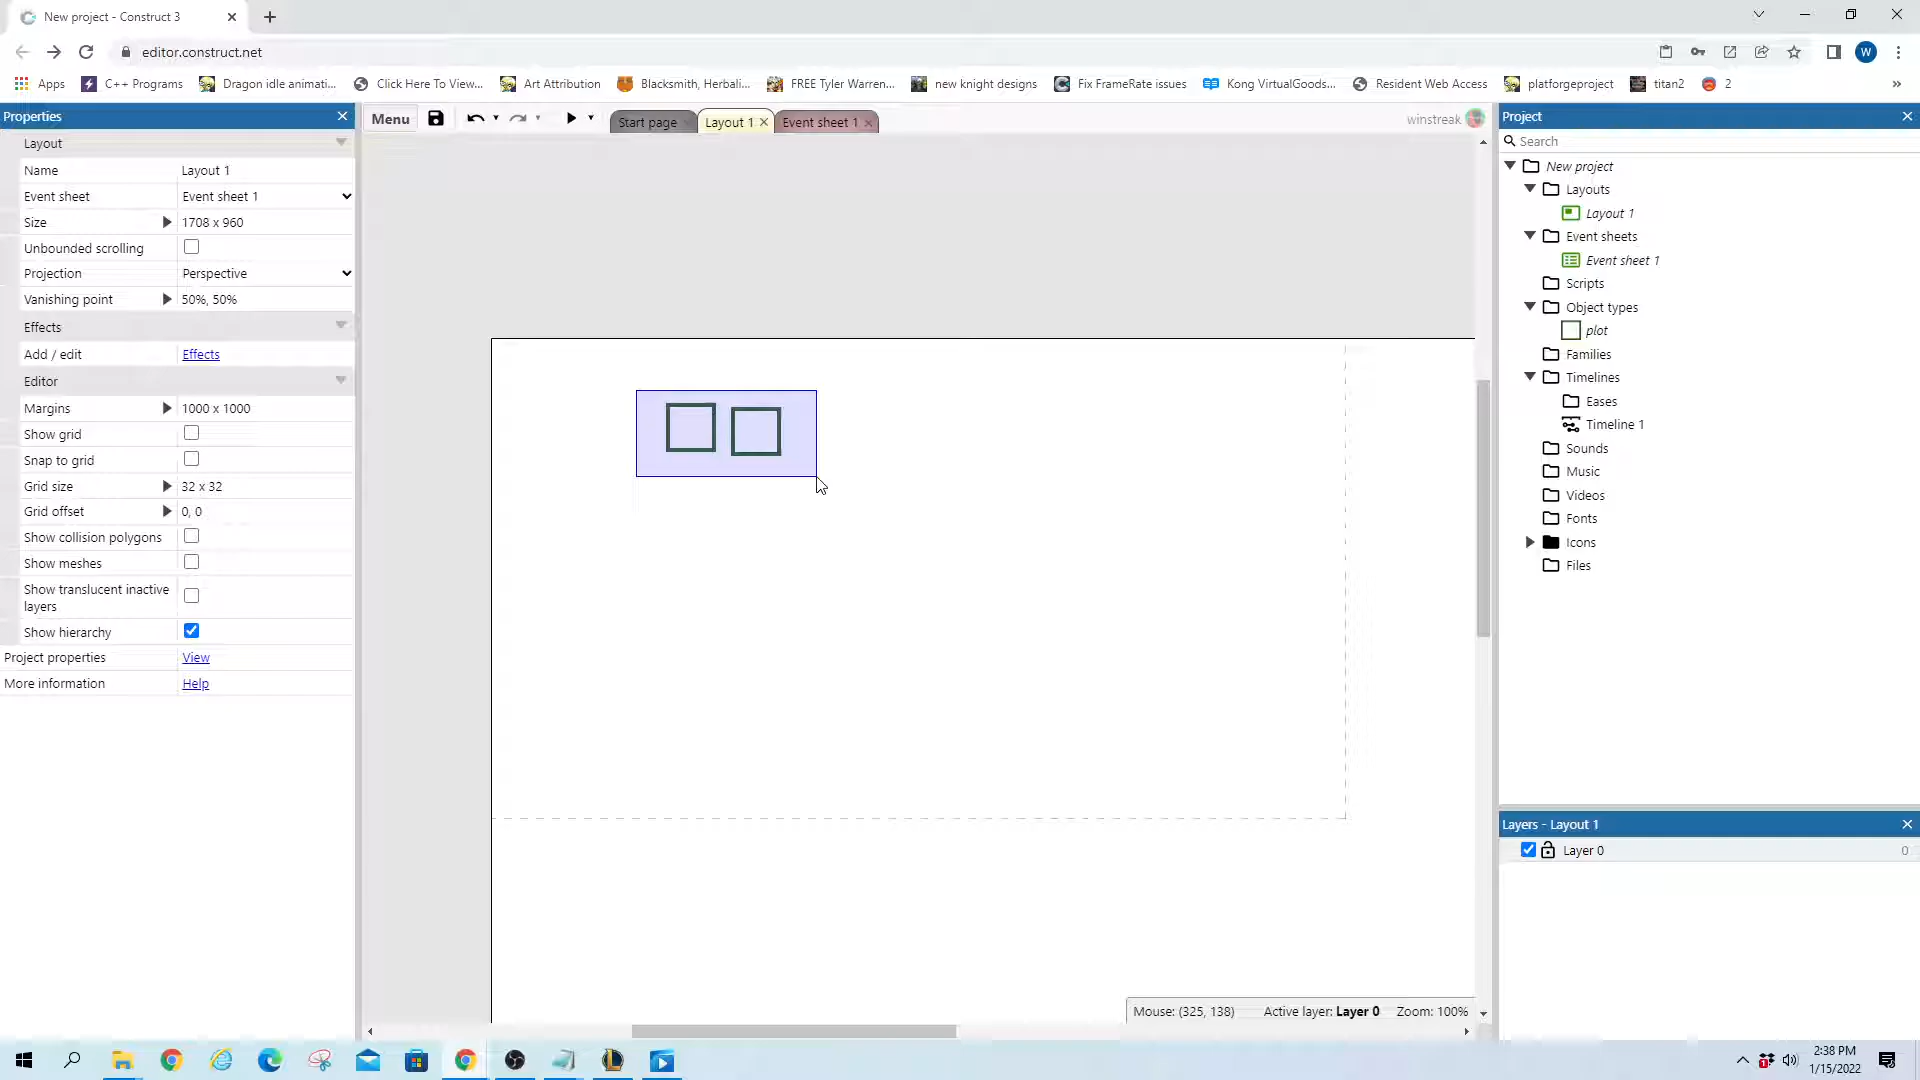 New project - Construct 3
editor.construct.net
W
Apps
C++ Programs
Dragon idle animati...
Click Here To View...
Art Attribution
Blacksmith, Herbali...
FREE Tyler Warren...
new knight designs
Fix FrameRate issues
Kong VirtualGoods...
Resident Web Access
platforgeproject
titan2
2
»
Properties
Layout
Name
Layout 1
Event sheet
Event sheet 1
Size
1708 x 960
Unbounded scrolling
Projection
Perspective
Vanishing point
50%, 50%
Effects
Add / edit
Effects
Editor
Margins
1000 x 1000
Show grid
Snap to grid
Grid size
32 x 32
Grid offset
0, 0
Show collision polygons
Show meshes
Show translucent inactive
layers
Show hierarchy
Project properties
View
More information
Help
Menu
Start page
Layout 1
Event sheet 1
winstreak
Mouse: (325, 138)
Active layer: Layer 0
Zoom: 100%
Project
Search
New project
Layouts
Layout 1
Event sheets
Event sheet 1
Scripts
Object types
plot
Families
Timelines
Eases
Timeline 1
Sounds
Music
Videos
Fonts
Icons
Files
Layers - Layout 1
Layer 0
0
2:38 PM
1/15/2022